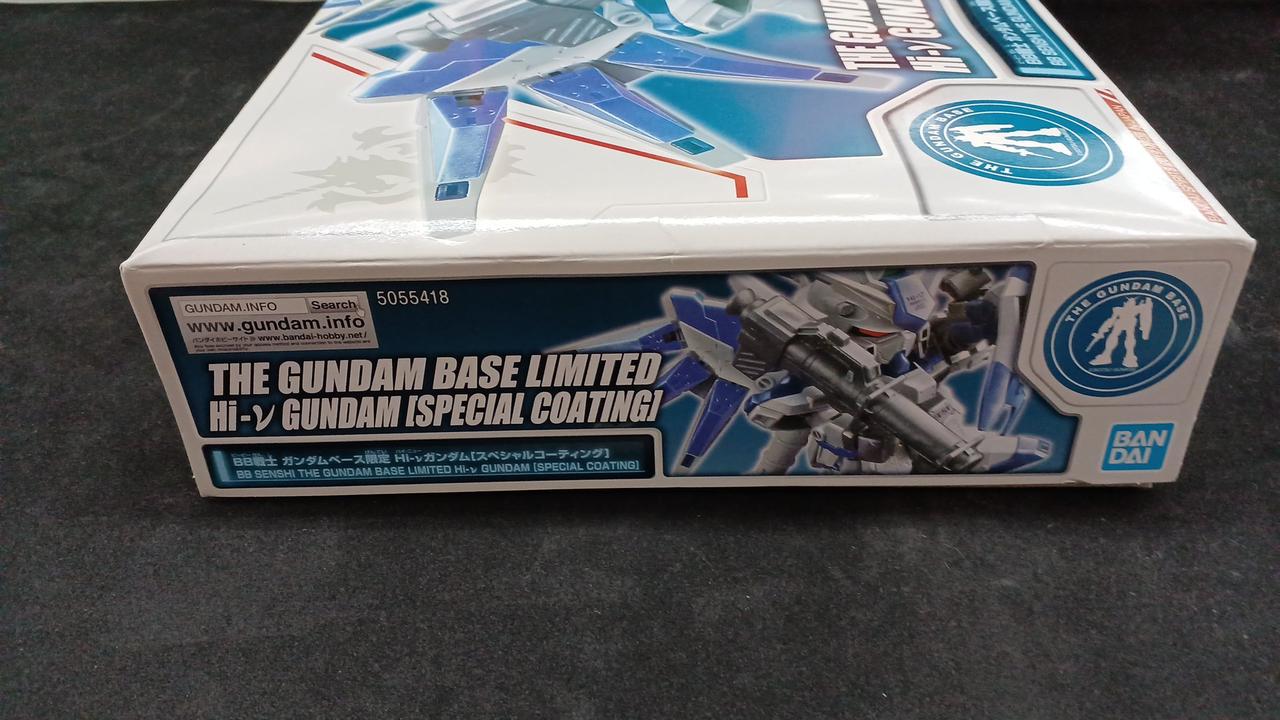 THE GUND
Hi-ν GUND
THE GUNDAM BASE
GUNDAM.INFO Search
5055418
www.gundam.info
バンダイホビーサイト www.bandai-hobby.net/
THE GUNDAM BASE LIMITED
Hi-ν GUNDAM [SPECIAL COATING]
BB戦士 ガンダムベース限定 Hi-νガンダム[スペシャルコーティング]
BB SENSHI THE GUNDAM BASE LIMITED Hi-ν GUNDAM [SPECIAL COATING]
THE GUNDAM BASE
BAN
DAI